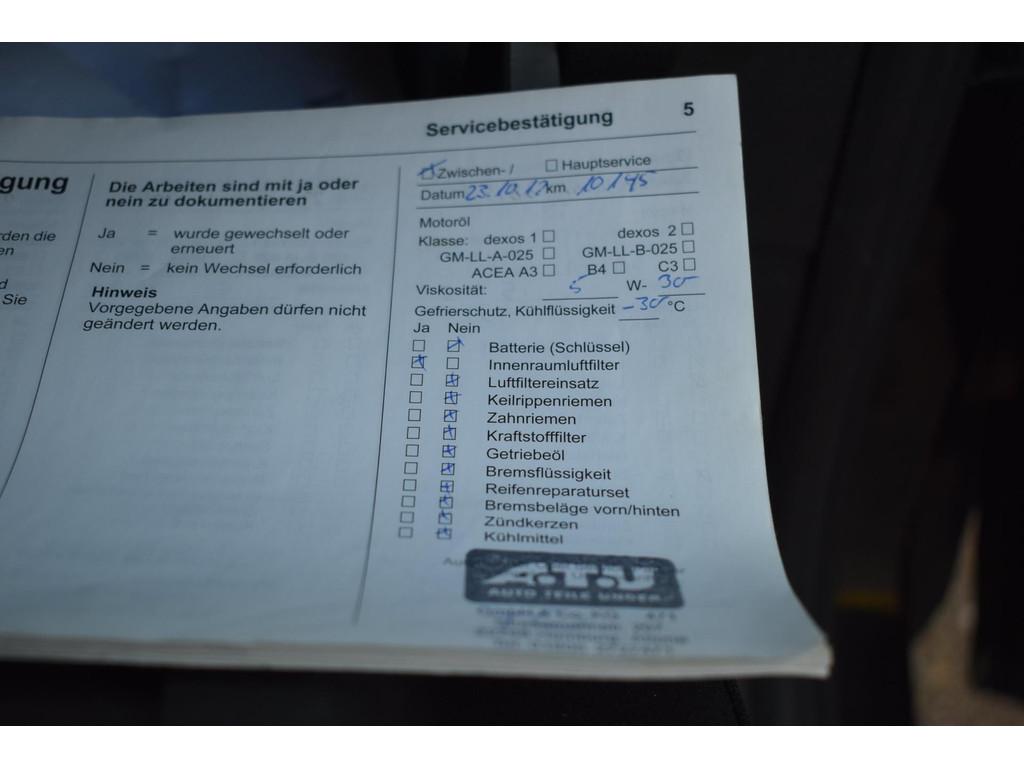 Servicebestätigung 5
gung
rden die
en
d
Sie
Die Arbeiten sind mit ja oder
nein zu dokumentieren
Ja = wurde gewechselt oder
erneuert
Nein = kein Wechsel erforderlich
Hinweis
Vorgegebene Angaben dürfen nicht
geändert werden.
Zwischen- / Hauptservice
Datum 23.10.17 km 10145
Motoröl
Klasse: dexos 1 dexos 2
GM-LL-A-025 GM-LL-B-025
ACEA A3 B4 C3
Viskosität: 5 W- 30
Gefrierschutz, Kühlflüssigkeit -30 °C
Ja Nein
Batterie (Schlüssel)
Innenraumluftfilter
Luftfiltereinsatz
Keilrippenriemen
Zahnriemen
Kraftstofffilter
Getriebeöl
Bremsflüssigkeit
Reifenreparaturset
Bremsbeläge vorn/hinten
Zündkerzen
Kühlmittel
A.T.U
AUTO TEILE UNGER